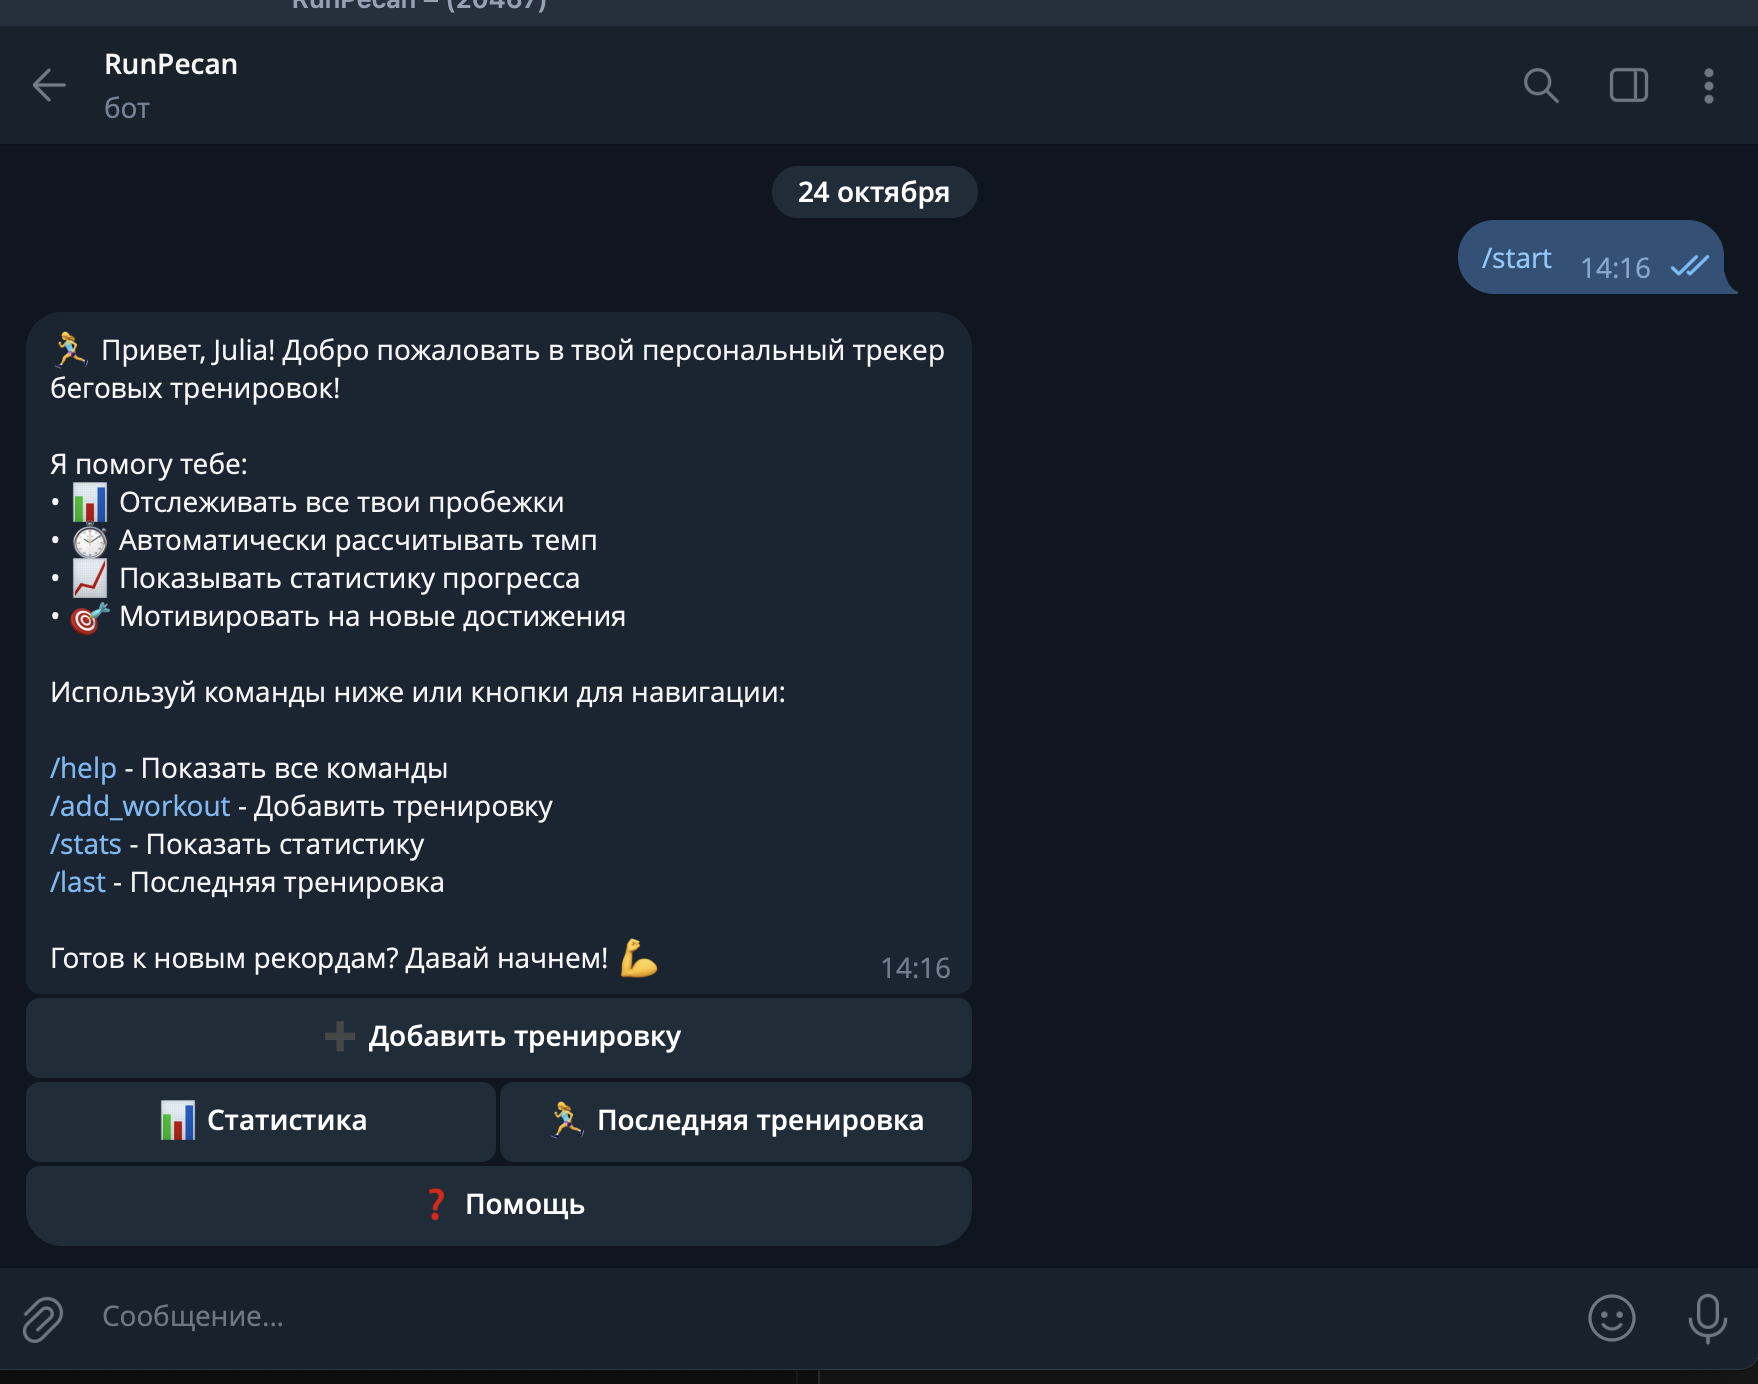 RunPecan – (20467)
RunPecan
бот
24 октября
/start 14:16
🏃‍♀️ Привет, Julia! Добро пожаловать в твой персональный трекер
беговых тренировок!
Я помогу тебе:
• 📊 Отслеживать все твои пробежки
• ⏱ Автоматически рассчитывать темп
• 📈 Показывать статистику прогресса
• 🎯 Мотивировать на новые достижения
Используй команды ниже или кнопки для навигации:
/help - Показать все команды
/add_workout - Добавить тренировку
/stats - Показать статистику
/last - Последняя тренировка
Готов к новым рекордам? Давай начнем! 💪
14:16
➕ Добавить тренировку
📊 Статистика
🏃‍♀️ Последняя тренировка
❓ Помощь
Сообщение...